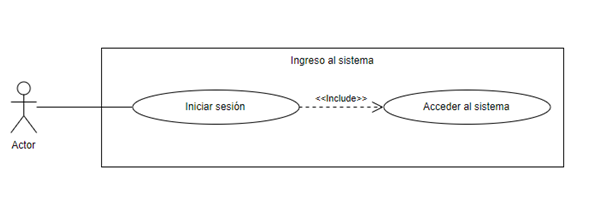 Ingreso al sistema
Iniciar sesión
<<Include>>
Acceder al sistema
Actor